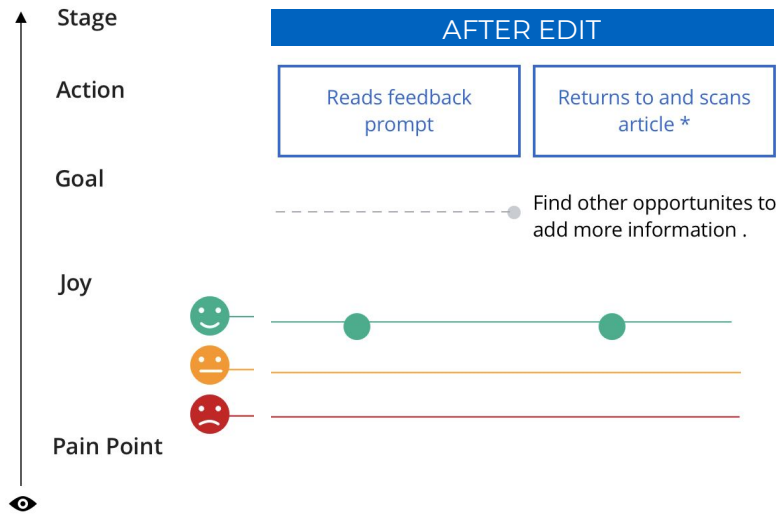 Stage
AFTER EDIT
Action
Reads feedback
prompt
Returns to and scans
article *
Goal
Find other opportunites to
add more information .
Joy
Pain Point